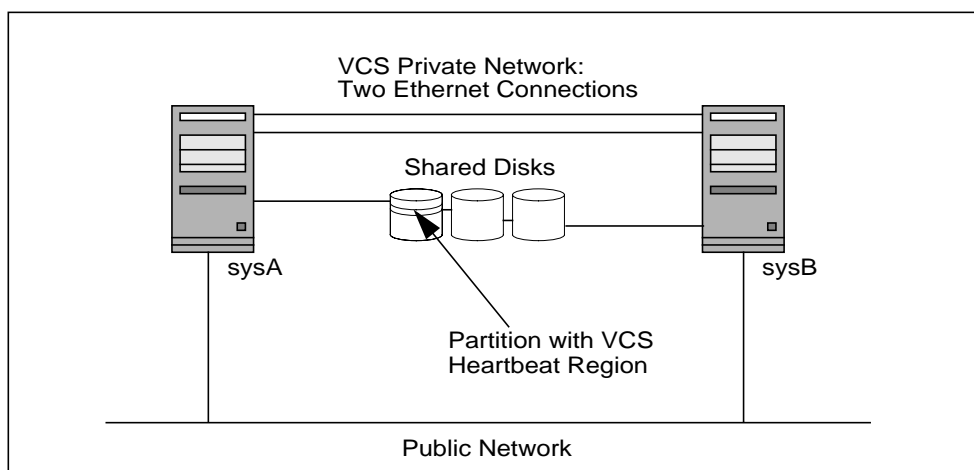 VCS Private Network:
Two Ethernet Connections
Shared Disks
sysA
sysB
Partition with VCS
Heartbeat Region
Public Network